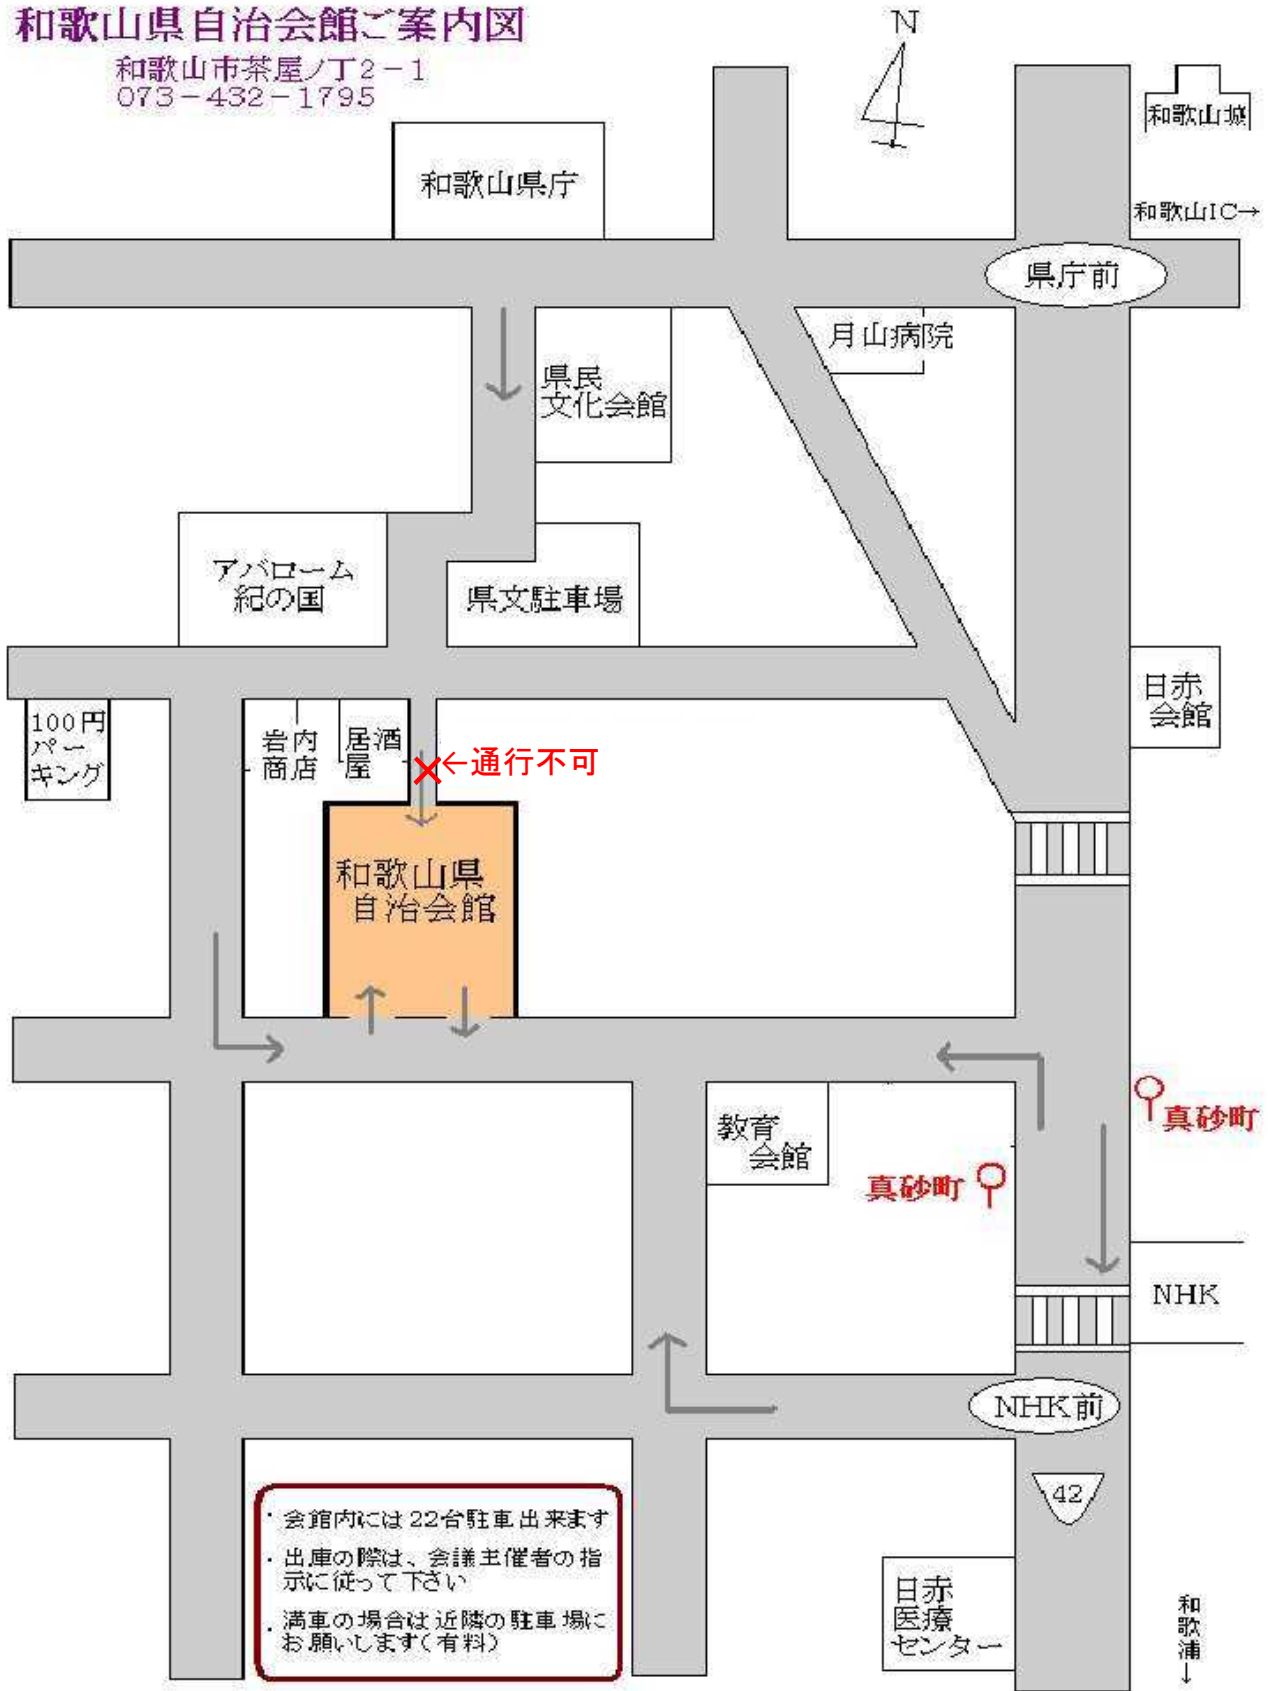 和歌山県自治会館ご案内図
和歌山市茶屋ノ丁2-1
073-432-1795
N
和歌山城
和歌山県庁
和歌山IC→
県庁前
月山病院
県民
文化会館
アバローム
紀の国
県文駐車場
日赤
会館
100円
パー
キング
岩内
商店
居酒
屋
←通行不可
和歌山県
自治会館
真砂町
教育
会館
真砂町
NHK
NHK前
42
・会館内には22台駐車出来ます
・出庫の際は、会議主催者の指
示に従って下さい
・満車の場合は近隣の駐車場に
お願いします(有料)
日赤
医療
センター
和歌浦↓